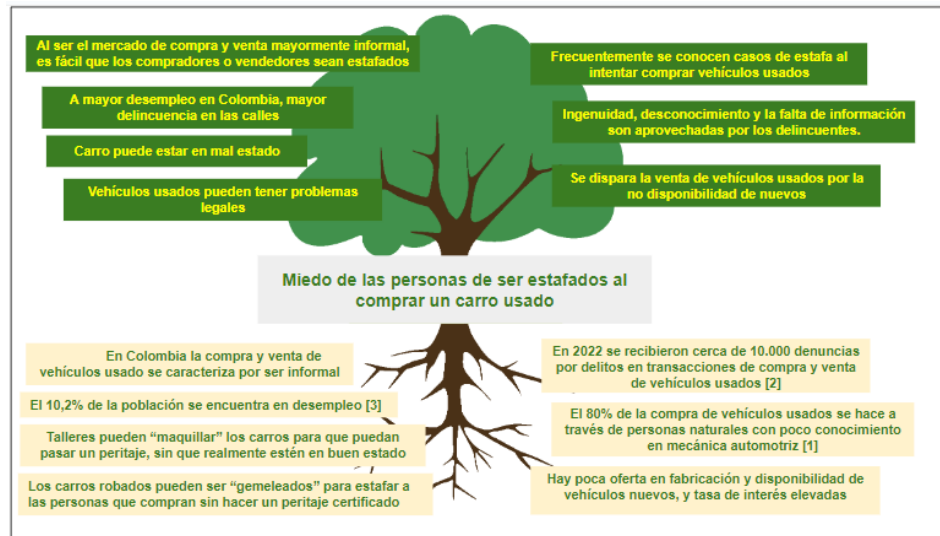 Al ser el mercado de compra y venta mayormente informal,
es fácil que los compradores o vendedores sean estafados
A mayor desempleo en Colombia, mayor
delincuencia en las calles
Carro puede estar en mal estado
Vehículos usados pueden tener problemas
legales
Frecuentemente se conocen casos de estafa al
intentar comprar vehículos usados
Ingenuidad, desconocimiento y la falta de información
son aprovechadas por los delincuentes.
Se dispara la venta de vehículos usados por la
no disponibilidad de nuevos
Miedo de las personas de ser estafados al
comprar un carro usado
En Colombia la compra y venta de
vehículos usado se caracteriza por ser informal
El 10,2% de la población se encuentra en desempleo [3]
Talleres pueden “maquillar” los carros para que puedan
pasar un peritaje, sin que realmente estén en buen estado
Los carros robados pueden ser “gemeleados” para estafar a
las personas que compran sin hacer un peritaje certificado
En 2022 se recibieron cerca de 10.000 denuncias
por delitos en transacciones de compra y venta
de vehículos usados [2]
El 80% de la compra de vehículos usados se hace a
través de personas naturales con poco conocimiento
en mecánica automotriz [1]
Hay poca oferta en fabricación y disponibilidad de
vehículos nuevos, y tasa de interés elevadas